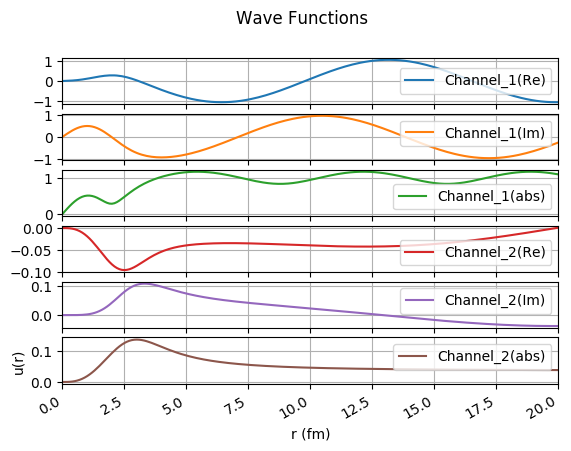 Wave Functions
1
0
−1
Channel_1(Re)
1
0
−1
Channel_1(Im)
1
0
Channel_1(abs)
0.00
−0.05
−0.10
Channel_2(Re)
0.1
0.0
Channel_2(Im)
0.1
0.0
Channel_2(abs)
u(r)
0.0 2.5 5.0 7.5 10.0 12.5 15.0 17.5 20.0
r (fm)